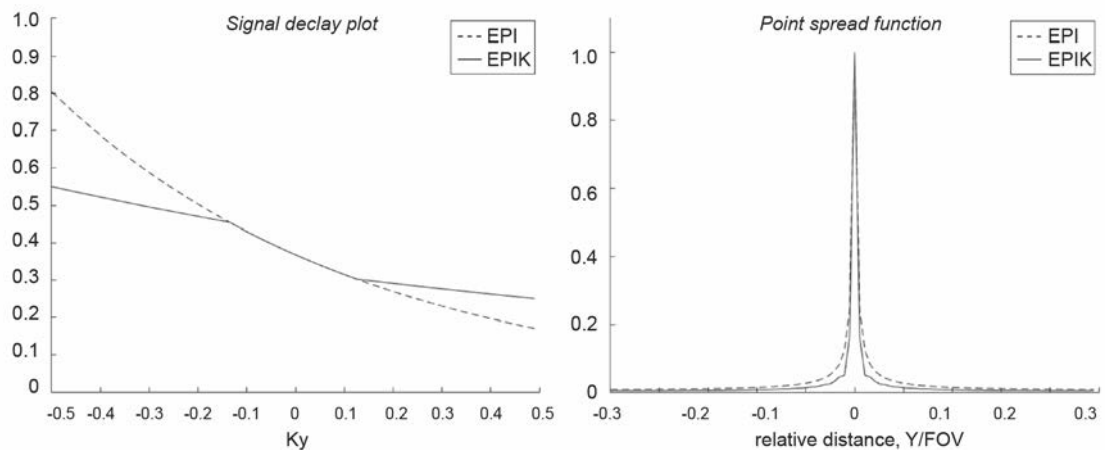 Signal declay plot
EPI
EPIK
1.0
0.9
0.8
0.7
0.6
0.5
0.4
0.3
0.2
0.1
0
-0.5 -0.4 -0.3 -0.2 -0.1 0 0.1 0.2 0.3 0.4 0.5
Ky
Point spread function
EPI
EPIK
1.0
0.8
0.6
0.4
0.2
0
-0.3 -0.2 -0.1 0 0.1 0.2 0.3
relative distance, Y/FOV